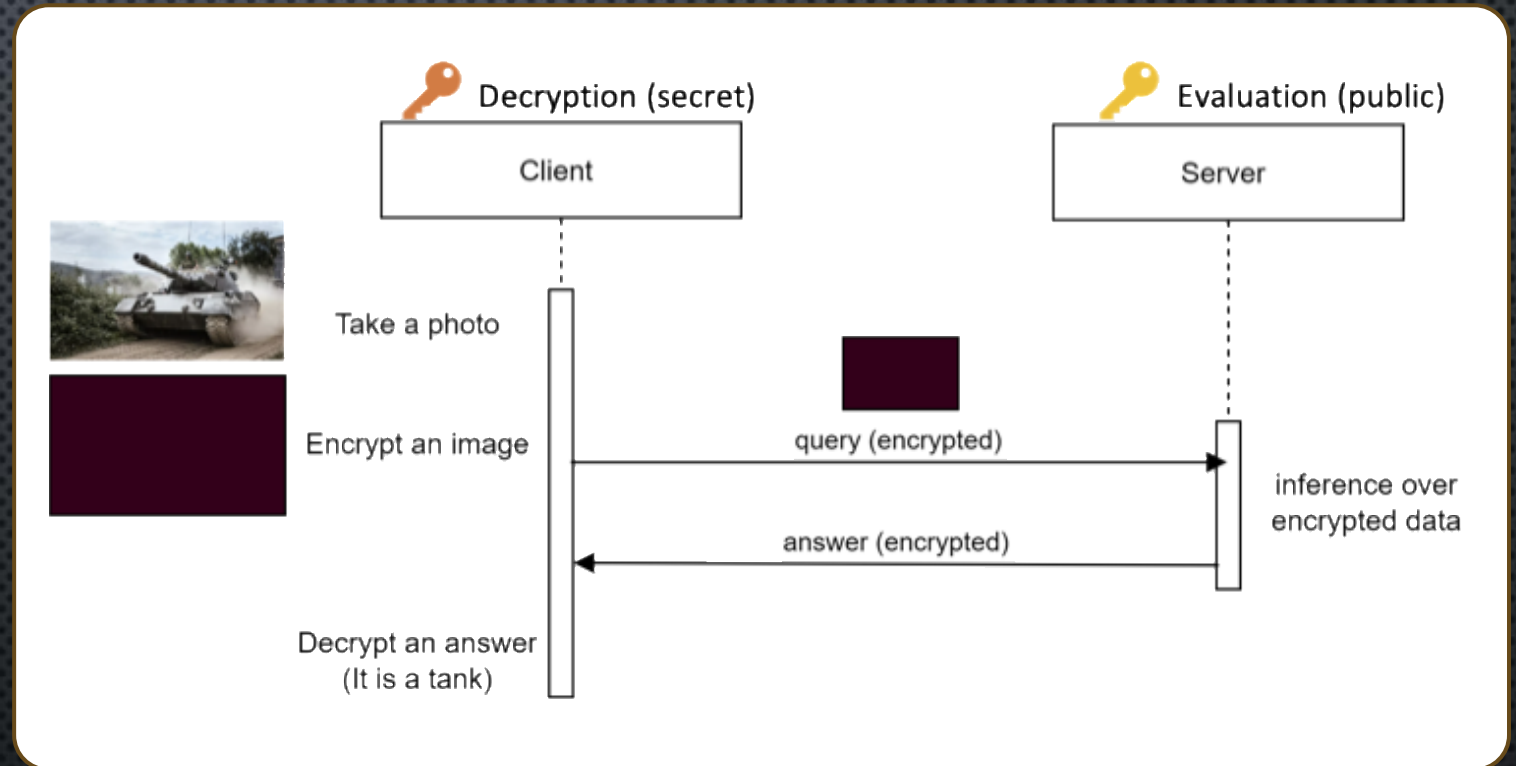 Decryption (secret)
Evaluation (public)
Client
Server
Take a photo
Encrypt an image
query (encrypted)
inference over
encrypted data
answer (encrypted)
Decrypt an answer
(It is a tank)